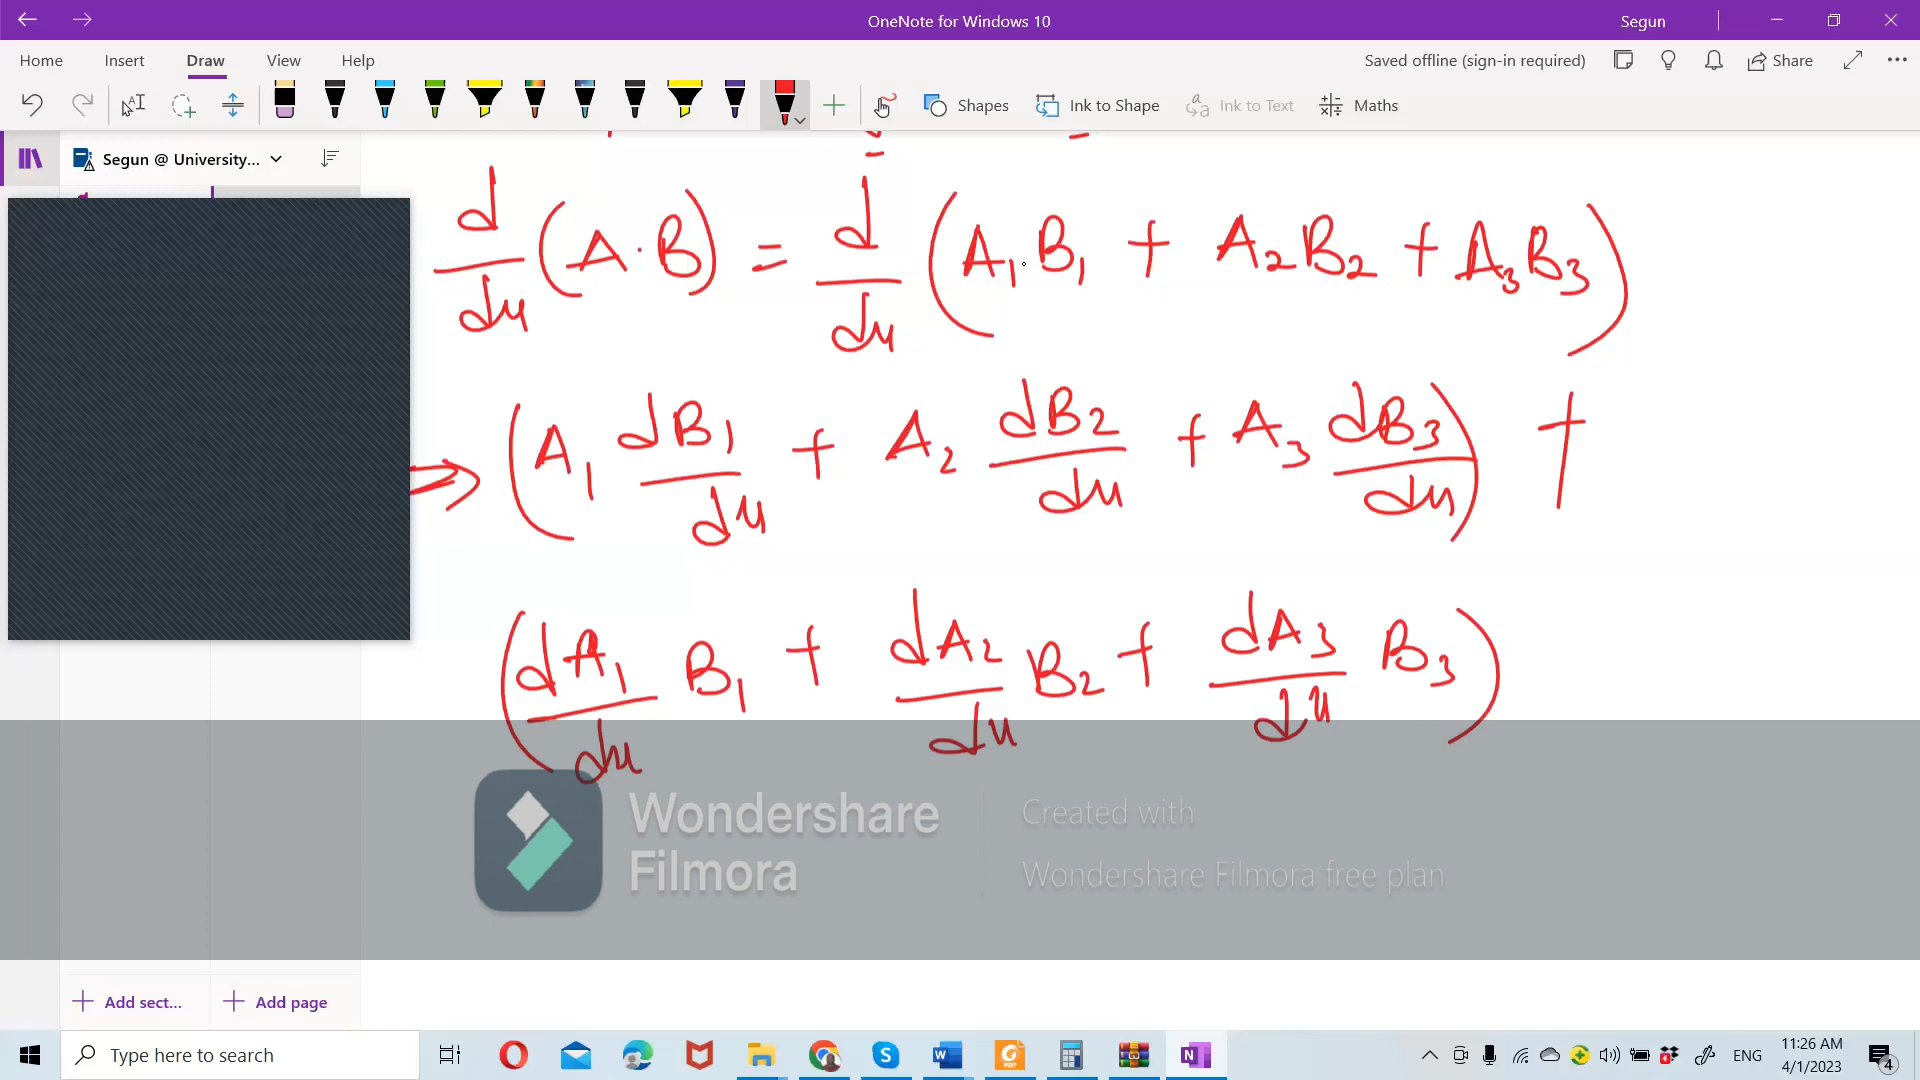 OneNote for Windows 10
Segun
Home Insert Draw View Help
Saved offline (sign-in required)
Share
Shapes
Ink to Shape
Ink to Text
Maths
Segun @ University...
d/du (A·B) = d/du (A₁B₁ + A₂B₂ + A₃B₃)
⇒ (A₁ dB₁/du + A₂ dB₂/du + A₃ dB₃/du) +
(dA₁/du B₁ + dA₂/du B₂ + dA₃/du B₃)
Wondershare
Filmora
Created with
Wondershare Filmora free plan
Add sect...
Add page
Type here to search
ENG
11:26 AM
4/1/2023
4